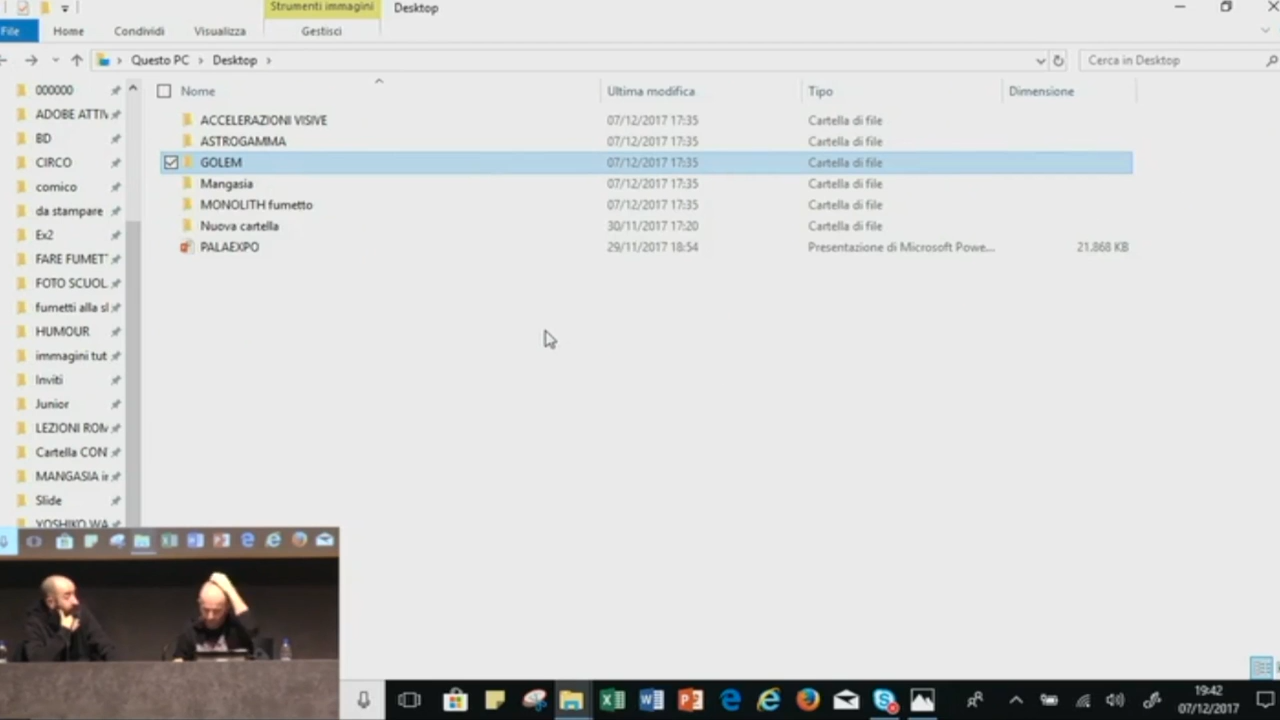 Strumenti immagini
Desktop
File
Home
Condividi
Visualizza
Gestisci
Questo PC
Desktop
Cerca in Desktop
Nome
Ultima modifica
Tipo
Dimensione
ACCELERAZIONI VISIVE 07/12/2017 17:35 Cartella di file
ASTROGAMMA 07/12/2017 17:35 Cartella di file
GOLEM 07/12/2017 17:35 Cartella di file
Mangasia 07/12/2017 17:35 Cartella di file
MONOLITH fumetto 07/12/2017 17:35 Cartella di file
Nuova cartella 30/11/2017 17:20 Cartella di file
PALAEXPO 29/11/2017 18:54 Presentazione di Microsoft Powe... 21.868 KB
000000
ADOBE ATTIV
BD
CIRCO
comico
da stampare
Ex2
FARE FUMET
FOTO SCUOL
fumetti alla sl
HUMOUR
immagini tut
Inviti
Junior
LEZIONI ROM
Cartella CON
MANGASIA in
Slide
YOSHIKO WA
19:42
07/12/2017